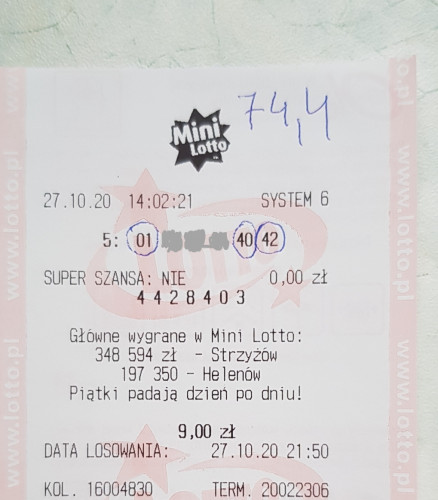 74,4
Mini
Lotto
27.10.20 14:02:21 SYSTEM 6
5: 01 40 42
SUPER SZANSA: NIE 0,00 zł
4428403
Główne wygrane w Mini Lotto:
348 594 zł - Strzyżów
197 350 - Helenów
Piątki padają dzień po dniu!
9,00 zł
DATA LOSOWANIA: 27.10.20 21:50
KOL. 16004830 TERM. 20022306
www.lotto.pl
www.lotto.pl
www.lotto.pl